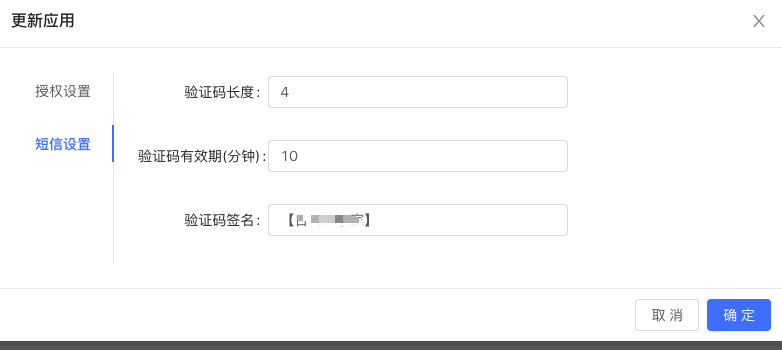 更新应用
授权设置
短信设置
验证码长度:
4
验证码有效期(分钟):
10
验证码签名:
【】
取 消
确 定